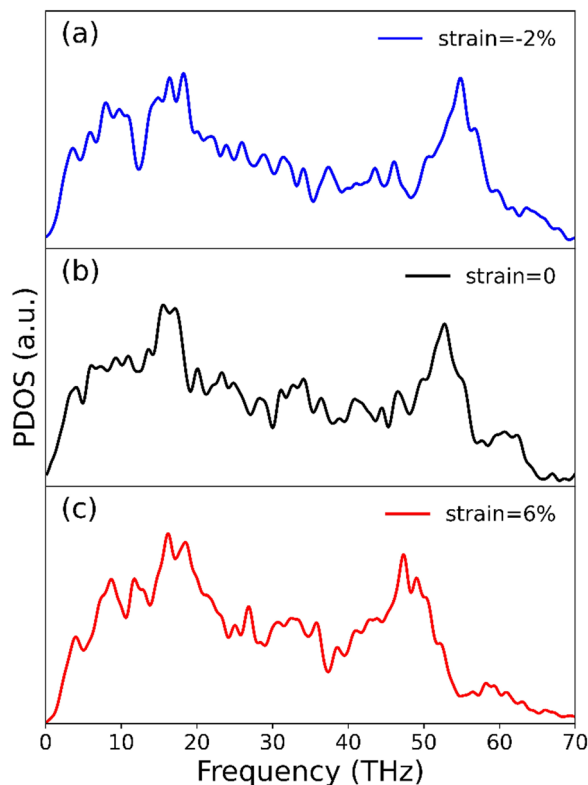 (a)
strain=-2%
(b)
strain=0
PDOS (a.u.)
(c)
strain=6%
0 10 20 30 40 50 60 70
Frequency (THz)